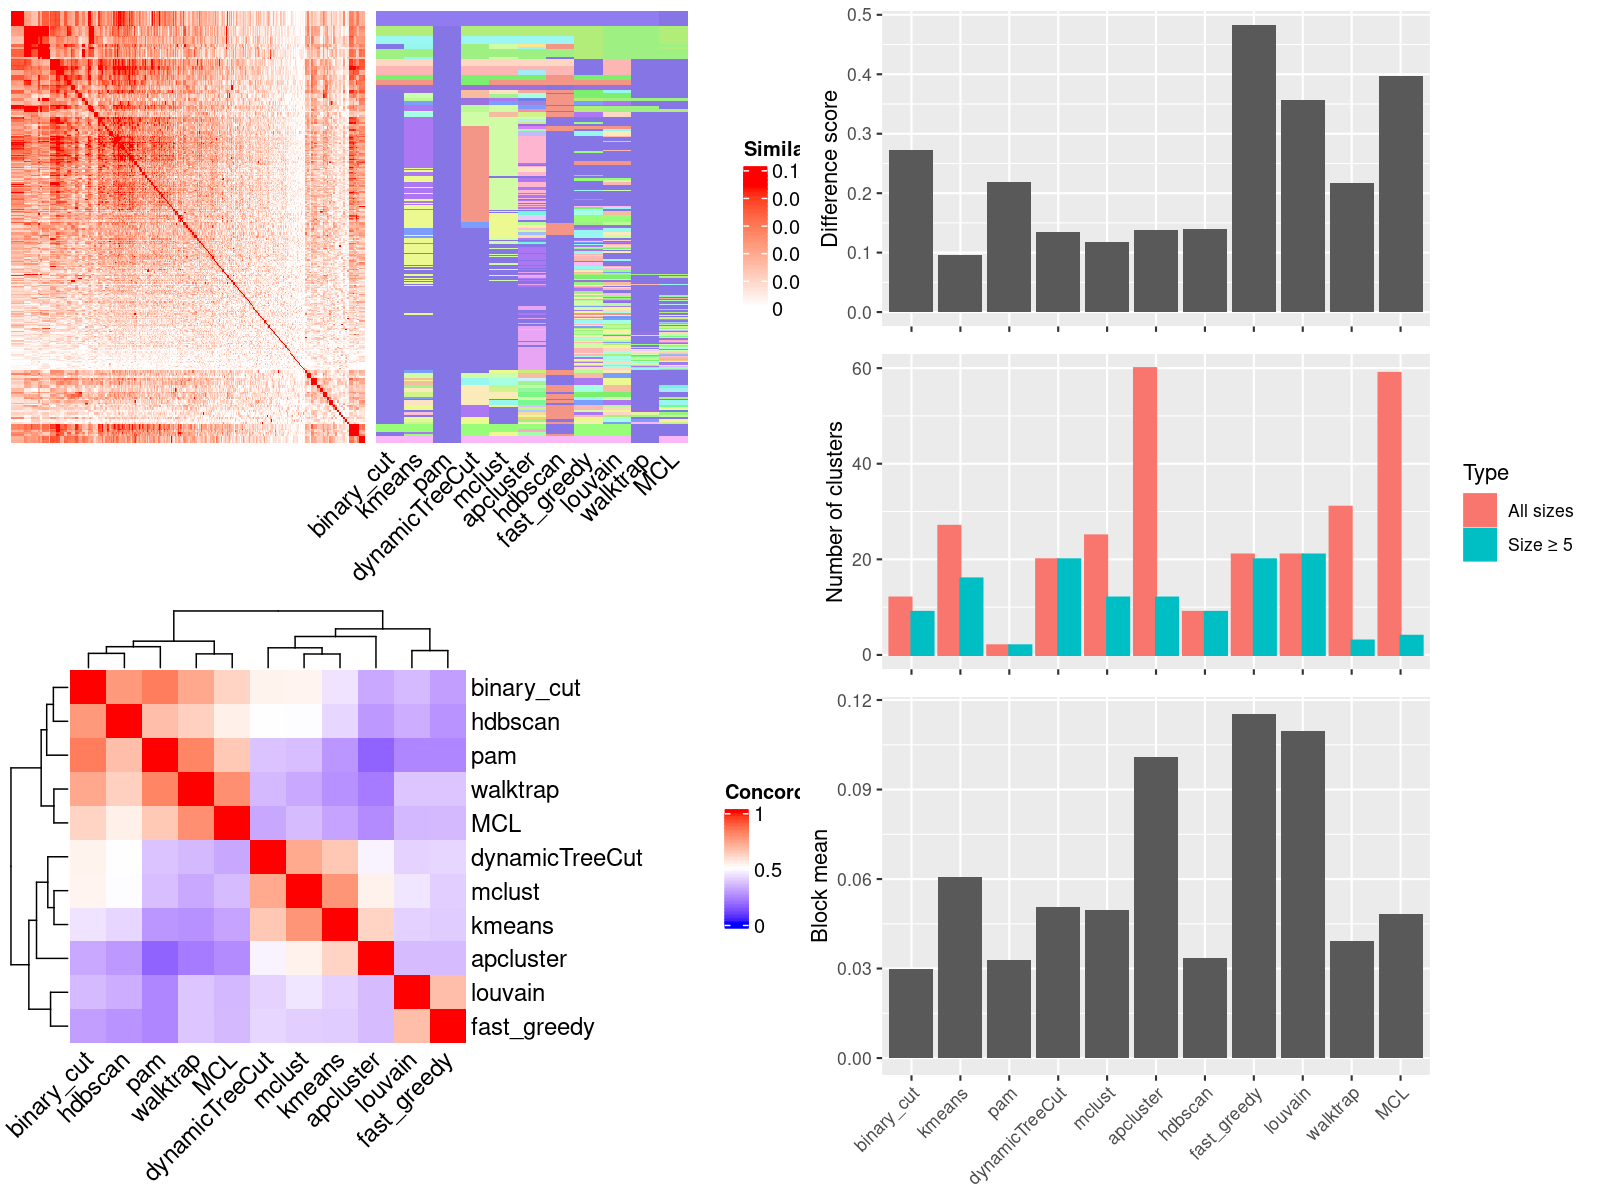 Simila
0.1
0.0
0.0
0.0
0.0
0
binary_cut
kmeans
pam
dynamicTreeCut
mclust
apcluster
hdbscan
fast_greedy
louvain
walktrap
MCL
Difference score
0.5
0.4
0.3
0.2
0.1
0.0
Number of clusters
60
40
20
0
Type
All sizes
Size ≥ 5
binary_cut
hdbscan
pam
walktrap
MCL
dynamicTreeCut
mclust
kmeans
apcluster
louvain
fast_greedy
binary_cut
hdbscan
pam
walktrap
MCL
dynamicTreeCut
mclust
kmeans
apcluster
louvain
fast_greedy
Concord
1
0.5
0
Block mean
0.12
0.09
0.06
0.03
0.00
binary_cut
kmeans
pam
dynamicTreeCut
mclust
apcluster
hdbscan
fast_greedy
louvain
walktrap
MCL